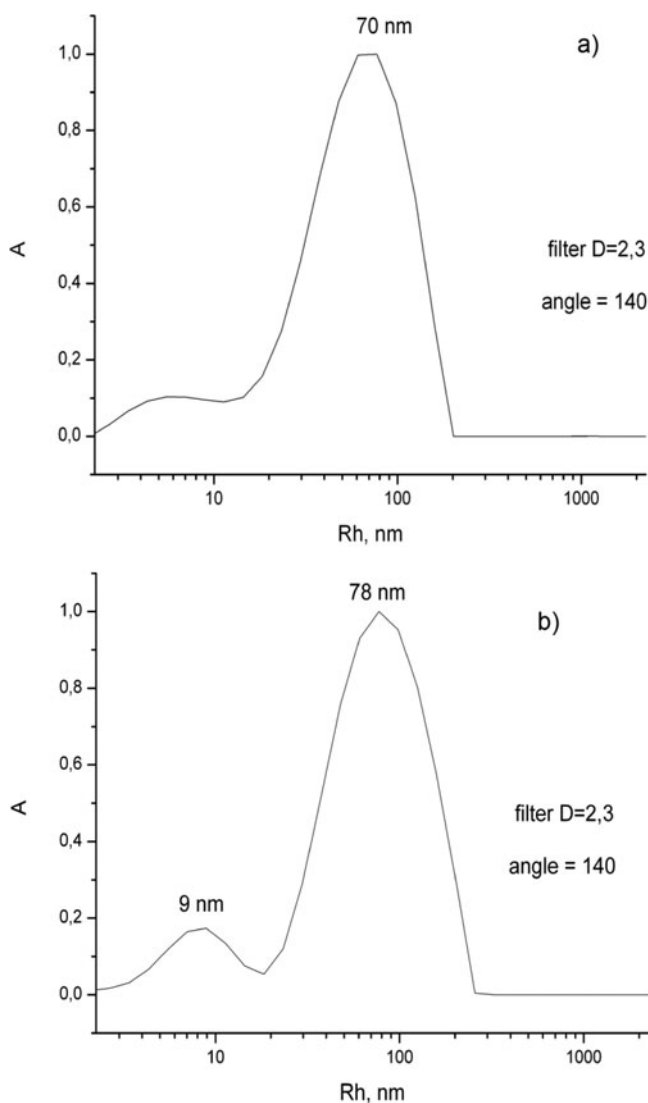 70 nm
a)
1,0
0,8
0,6
0,4
0,2
0,0
A
filter D=2,3
angle = 140
10
100
1000
Rh, nm
78 nm
b)
1,0
0,8
0,6
0,4
0,2
0,0
9 nm
A
filter D=2,3
angle = 140
10
100
1000
Rh, nm